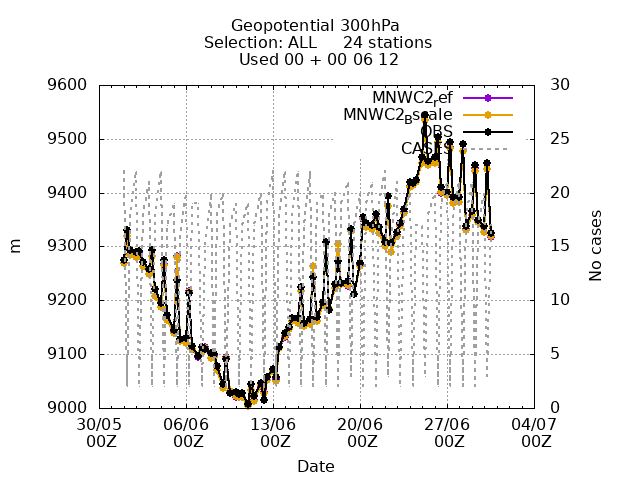 Geopotential 300hPa
Selection: ALL 24 stations
Used 00 + 00 06 12
9600
9500
9400
9300
9200
9100
9000
m
30
25
20
15
10
5
0
No cases
MNWC2_ref
MNWC2_Bscale
OBS
CASES
30/05 06/06 13/06 20/06 27/06 04/07
00Z 00Z 00Z 00Z 00Z 00Z
Date